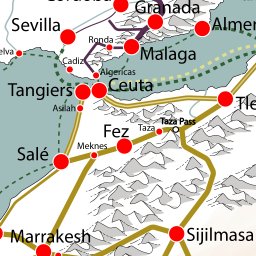 Granada
Sevilla
Almer
Ronda
Malaga
Cadiz
Algeciras
Tangiers
Ceuta
Asilah
Tle
Taza Pass
Fez
Taza
Meknes
Salé
Marrakesh
Sijilmasa